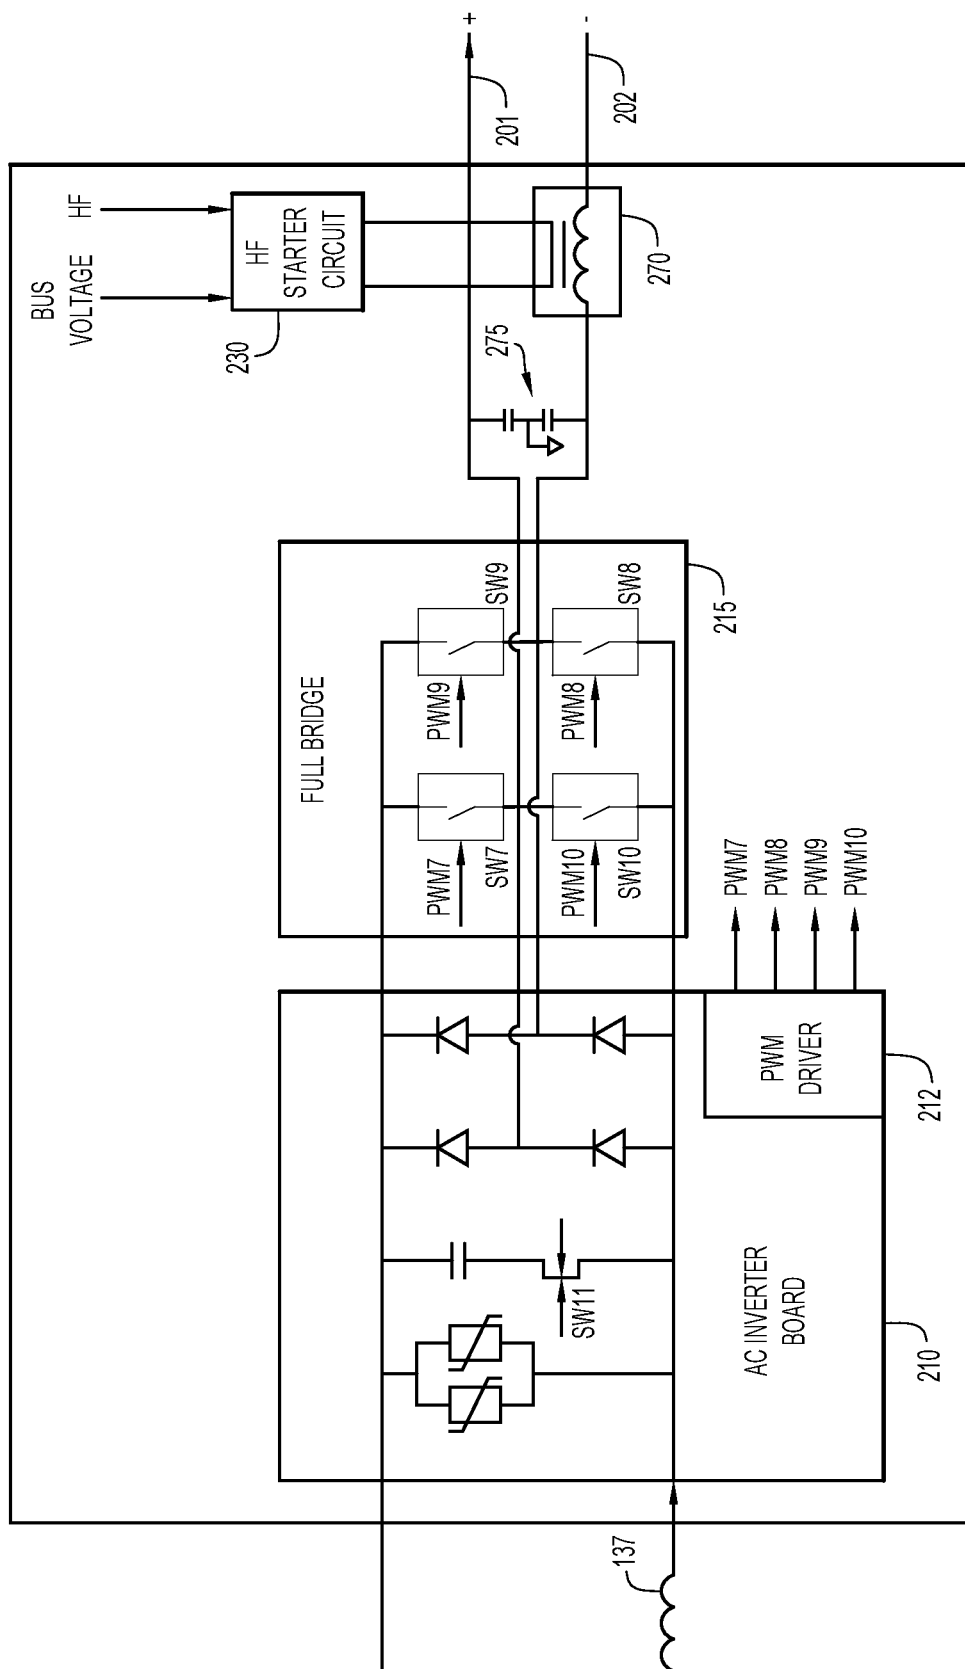 +
-
201
202
HF
BUS
VOLTAGE
HF
STARTER
CIRCUIT
230
270
275
FULL BRIDGE
SW9
SW8
PWM9
PWM8
215
PWM7
SW7
PWM10
SW10
PWM7
PWM8
PWM9
PWM10
PWM
DRIVER
212
SW11
AC INVERTER
BOARD
210
137